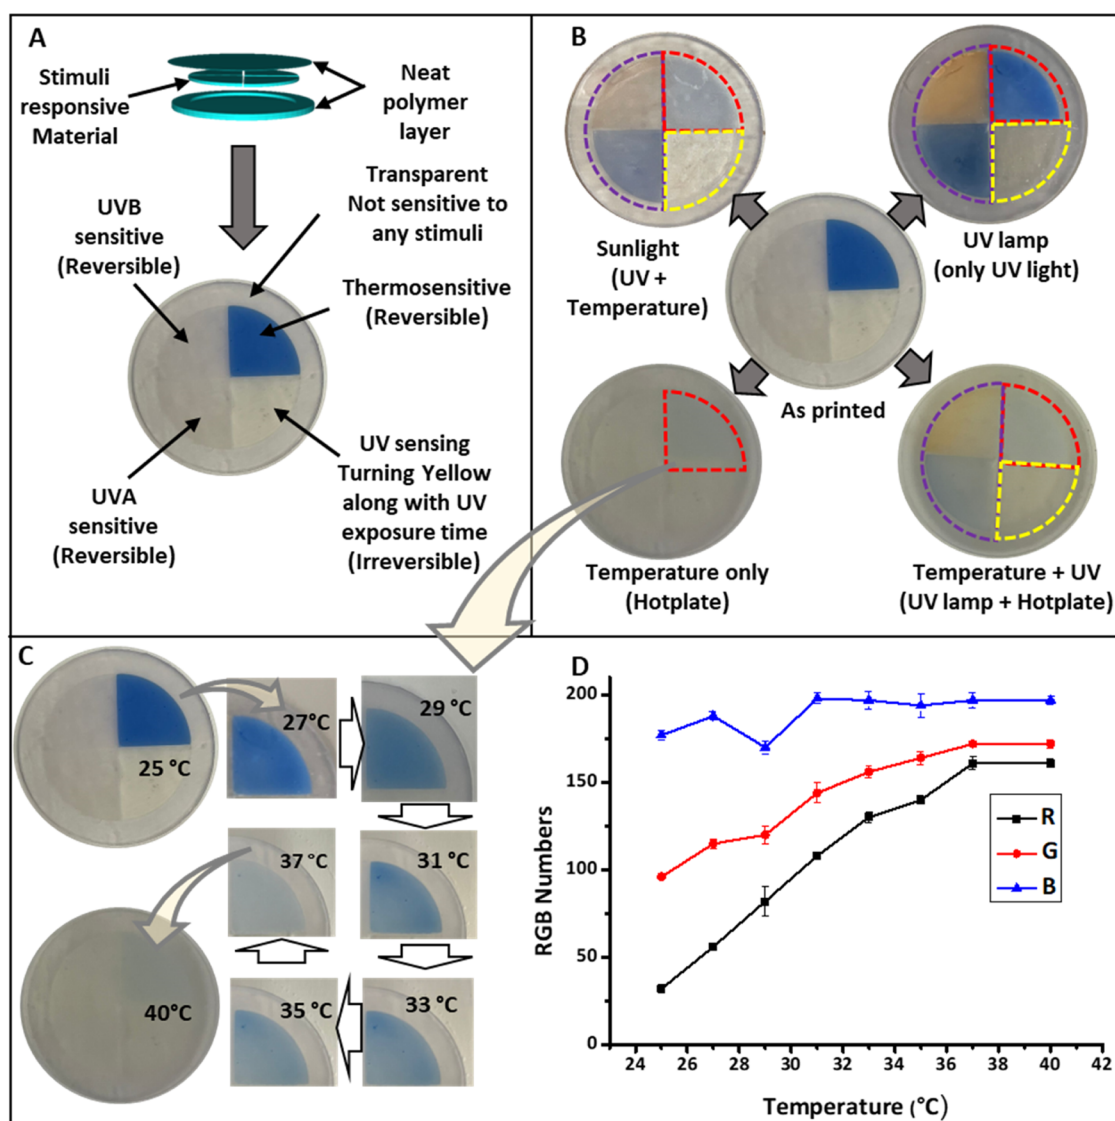 A
Stimuli
responsive
Material
Neat
polymer
layer
UVB
sensitive
(Reversible)
Transparent
Not sensitive to
any stimuli
Thermosensitive
(Reversible)
UVA
sensitive
(Reversible)
UV sensing
Turning Yellow
along with UV
exposure time
(Irreversible)
B
Sunlight
(UV +
Temperature)
UV lamp
(only UV light)
As printed
Temperature only
(Hotplate)
Temperature + UV
(UV lamp + Hotplate)
C
25 °C
27°C
29 °C
31 °C
33 °C
35 °C
37 °C
40°C
D
RGB Numbers
200
150
100
50
0
R
G
B
24 26 28 30 32 34 36 38 40 42
Temperature (°C)